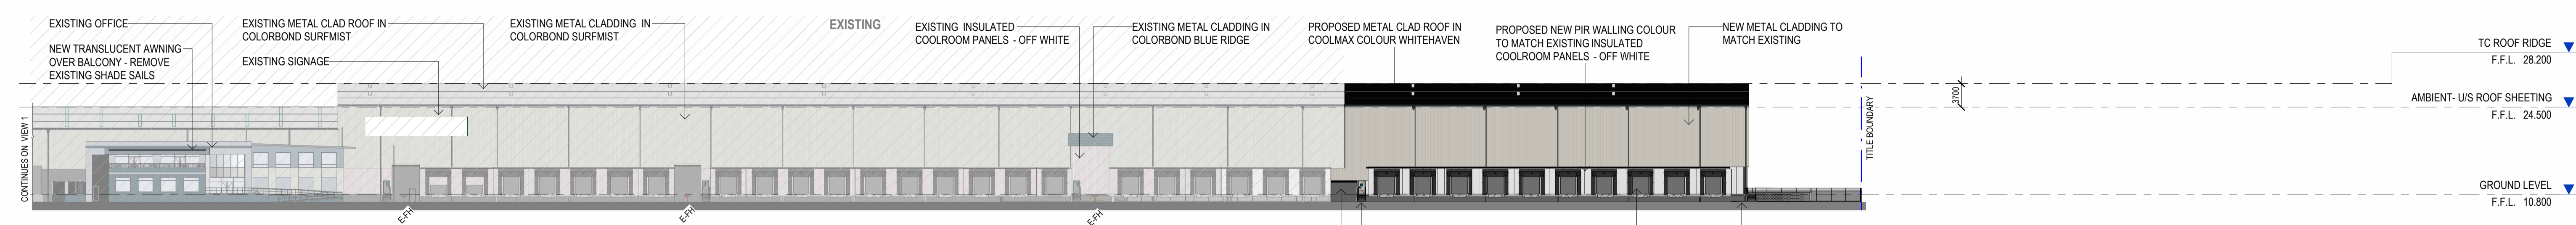 EXISTING OFFICE
NEW TRANSLUCENT AWNING
OVER BALCONY - REMOVE
EXISTING SHADE SAILS
EXISTING METAL CLAD ROOF IN
COLORBOND SURFMIST
EXISTING SIGNAGE
EXISTING METAL CLADDING IN
COLORBOND SURFMIST
EXISTING
EXISTING INSULATED
COOLROOM PANELS - OFF WHITE
EXISTING METAL CLADDING IN
COLORBOND BLUE RIDGE
PROPOSED METAL CLAD ROOF IN
COOLMAX COLOUR WHITEHAVEN
PROPOSED NEW PIR WALLING COLOUR
TO MATCH EXISTING INSULATED
COOLROOM PANELS - OFF WHITE
NEW METAL CLADDING TO
MATCH EXISTING
TC ROOF RIDGE
F.F.L. 28.200
3700
AMBIENT- U/S ROOF SHEETING
F.F.L. 24.500
GROUND LEVEL
F.F.L. 10.800
CONTINUES ON VIEW 1
TITLE BOUNDARY
E-FH
E-FH
E-FH